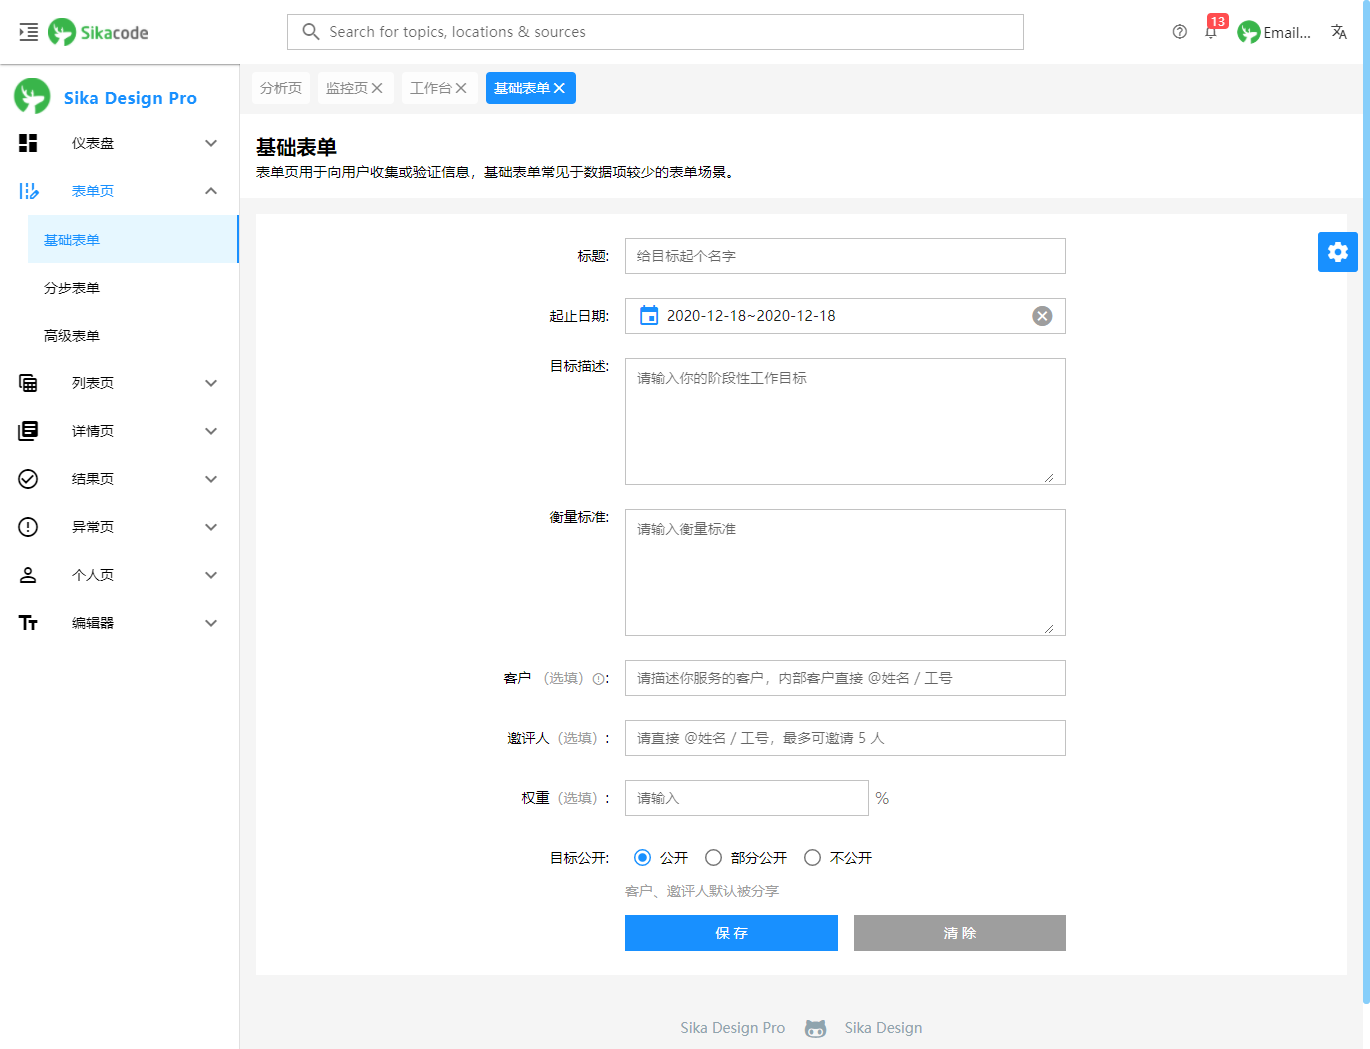 Sikacode
Search for topics, locations & sources
13
Email...
Sika Design Pro
分析页
监控页
工作台
基础表单
仪表盘
表单页
基础表单
分步表单
高级表单
列表页
详情页
结果页
异常页
个人页
编辑器
基础表单
表单页用于向用户收集或验证信息，基础表单常见于数据项较少的表单场景。
标题:
给目标起个名字
起止日期:
2020-12-18~2020-12-18
目标描述:
请输入你的阶段性工作目标
衡量标准:
请输入衡量标准
客户 （选填）:
请描述你服务的客户，内部客户直接 @姓名 / 工号
邀评人（选填）:
请直接 @姓名 / 工号，最多可邀请 5 人
权重（选填）:
请输入
%
目标公开:
公开
部分公开
不公开
客户、邀评人默认被分享
保 存
清 除
Sika Design Pro
Sika Design